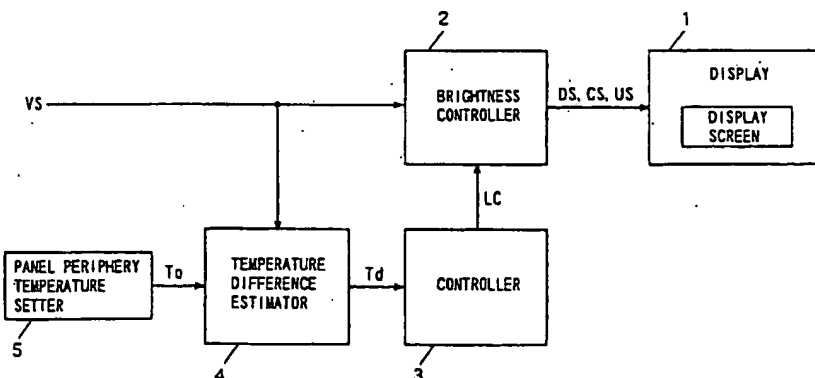 2
1
VS
BRIGHTNESS
CONTROLLER
DS, CS, US
DISPLAY
DISPLAY
SCREEN
LC
PANEL PERIPHERY
TEMPERATURE
SETTER
To
TEMPERATURE
DIFFERENCE
ESTIMATOR
Td
CONTROLLER
5
4
3